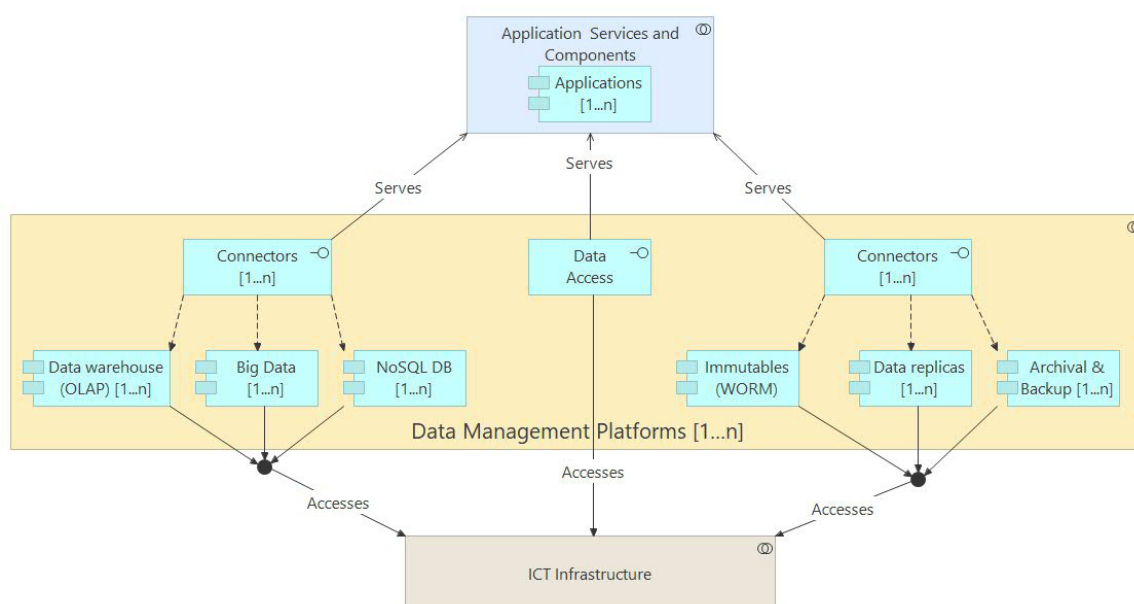 Application Services and
Components
Applications
[1...n]
Serves
Serves
Serves
Connectors
[1...n]
Data
Access
Connectors
[1...n]
Data warehouse
(OLAP) [1...n]
Big Data
[1...n]
NoSQL DB
[1...n]
Immutables
(WORM)
Data replicas
[1...n]
Archival &
Backup [1...n]
Data Management Platforms [1...n]
Accesses
Accesses
Accesses
ICT Infrastructure